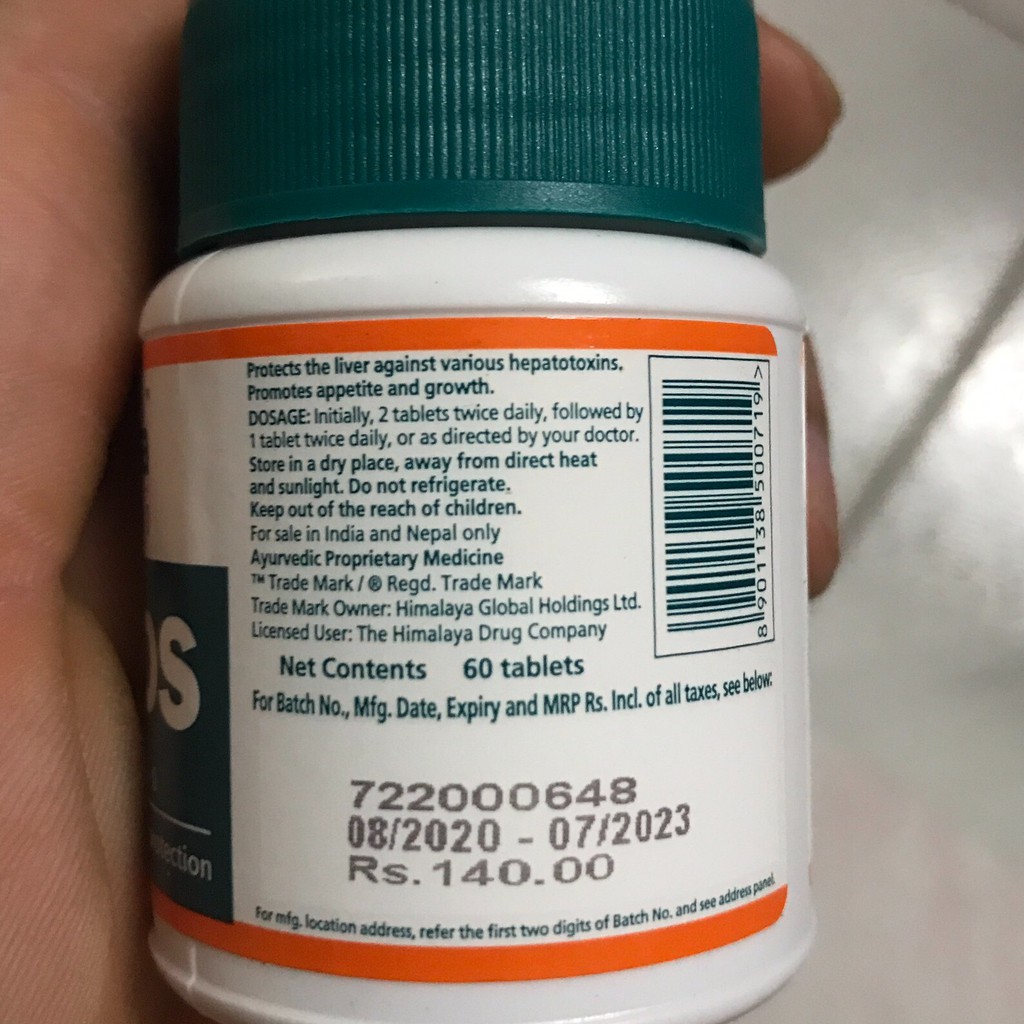 Protects the liver against various hepatotoxins.
Promotes appetite and growth.
DOSAGE: Initially, 2 tablets twice daily, followed by
1 tablet twice daily, or as directed by your doctor.
Store in a dry place, away from direct heat
and sunlight. Do not refrigerate.
Keep out of the reach of children.
For sale in India and Nepal only
Ayurvedic Proprietary Medicine
™ Trade Mark / ® Regd. Trade Mark
Trade Mark Owner: Himalaya Global Holdings Ltd.
Licensed User: The Himalaya Drug Company
Net Contents 60 tablets
For Batch No., Mfg. Date, Expiry and MRP Rs. Incl. of all taxes, see below:
722000648
08/2020 - 07/2023
Rs. 140.00
For mfg. location address, refer the first two digits of Batch No. and see address panel.
8 901138 500719 >